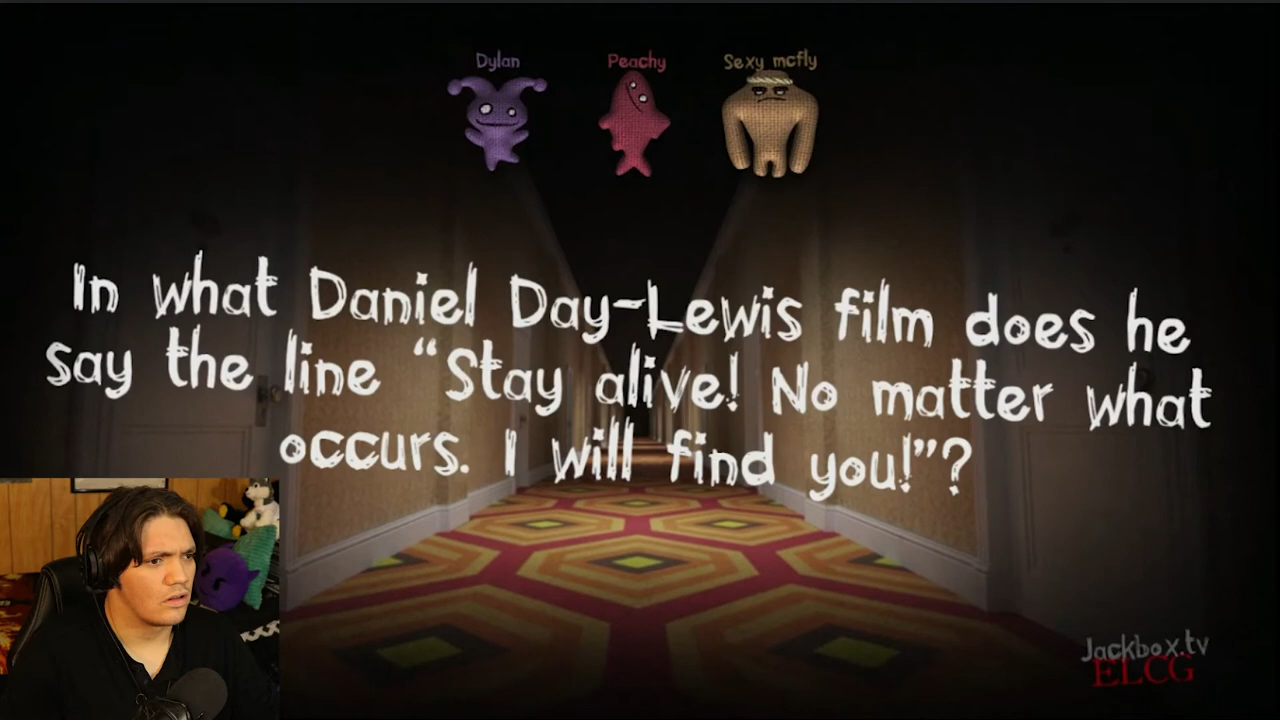 Dylan Peachy Sexy mcfly
In what Daniel Day-Lewis film does he
say the line “Stay alive! No matter what
occurs. I will find you!”?
Jackbox.tv
ELCG